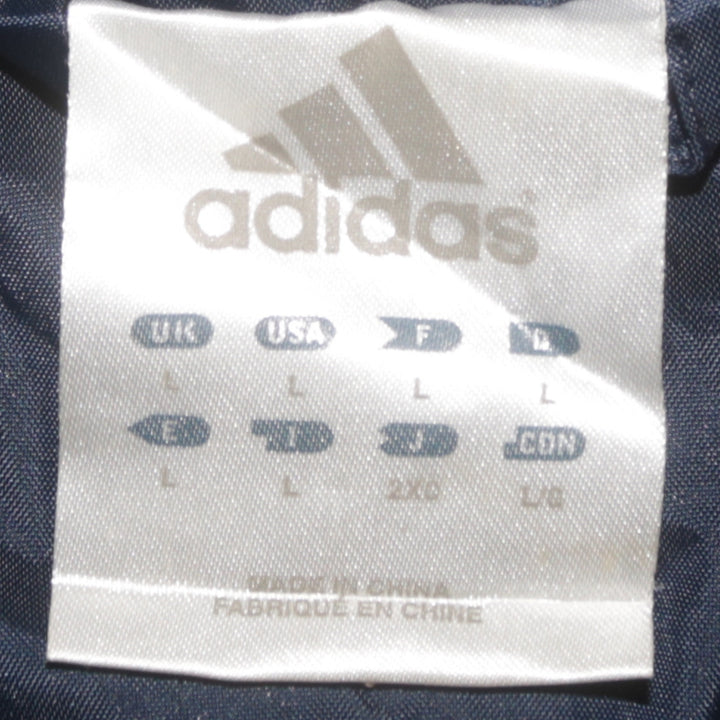 adidas
UK USA F D
L L L L
E I J CDN
L L 2XO L/G
MADE IN CHINA
FABRIQUÉ EN CHINE